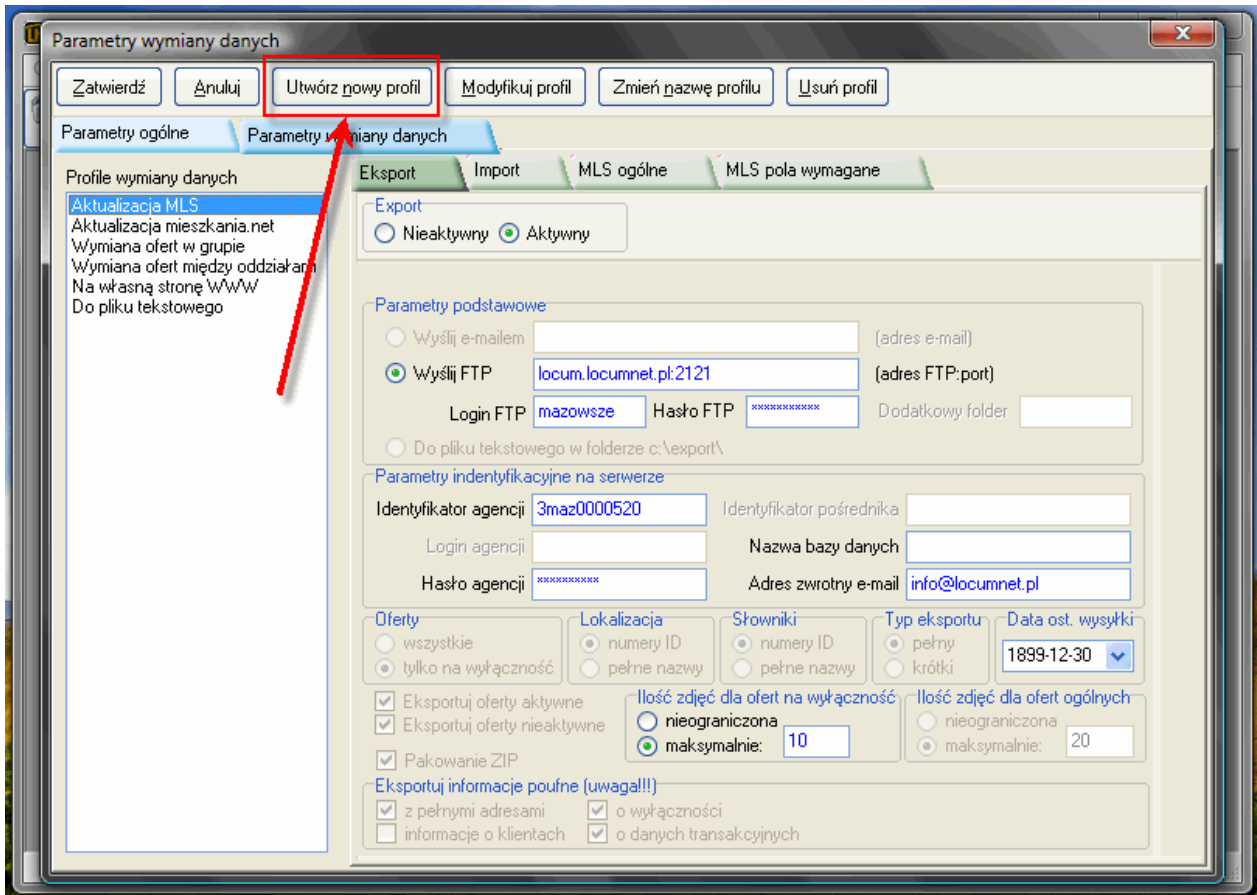 Parametry wymiany danych
Zatwierdź Anuluj Utwórz nowy profil Modyfikuj profil Zmień nazwę profilu Usuń profil
Parametry ogólne Parametry wymiany danych
Profile wymiany danych
Aktualizacja MLS
Aktualizacja mieszkania.net
Wymiana ofert w grupie
Wymiana ofert między oddziałami
Na własną stronę WWW
Do pliku tekstowego
Eksport Import MLS ogólne MLS pola wymagane
Export
Nieaktywny Aktywny
Parametry podstawowe
Wyślij e-mailem (adres e-mail)
Wyślij FTP locum.locumnet.pl:2121 (adres FTP:port)
Login FTP mazowsze Hasło FTP *********** Dodatkowy folder
Do pliku tekstowego w folderze c:\export\
Parametry indentyfikacyjne na serwerze
Identyfikator agencji 3maz0000520 Identyfikator pośrednika
Login agencji Nazwa bazy danych
Hasło agencji ********** Adres zwrotny e-mail info@locumnet.pl
Oferty Lokalizacja Słowniki Typ eksportu Data ost. wysyłki
wszystkie numery ID numery ID pełny 1899-12-30
tylko na wyłączność pełne nazwy pełne nazwy krótki
Eksportuj oferty aktywne Ilość zdjęć dla ofert na wyłączność Ilość zdjęć dla ofert ogólnych
Eksportuj oferty nieaktywne nieograniczona nieograniczona
Pakowanie ZIP maksymalnie: 10 maksymalnie: 20
Eksportuj informacje poufne (uwaga!!!)
z pełnymi adresami o wyłączności
informacje o klientach o danych transakcyjnych